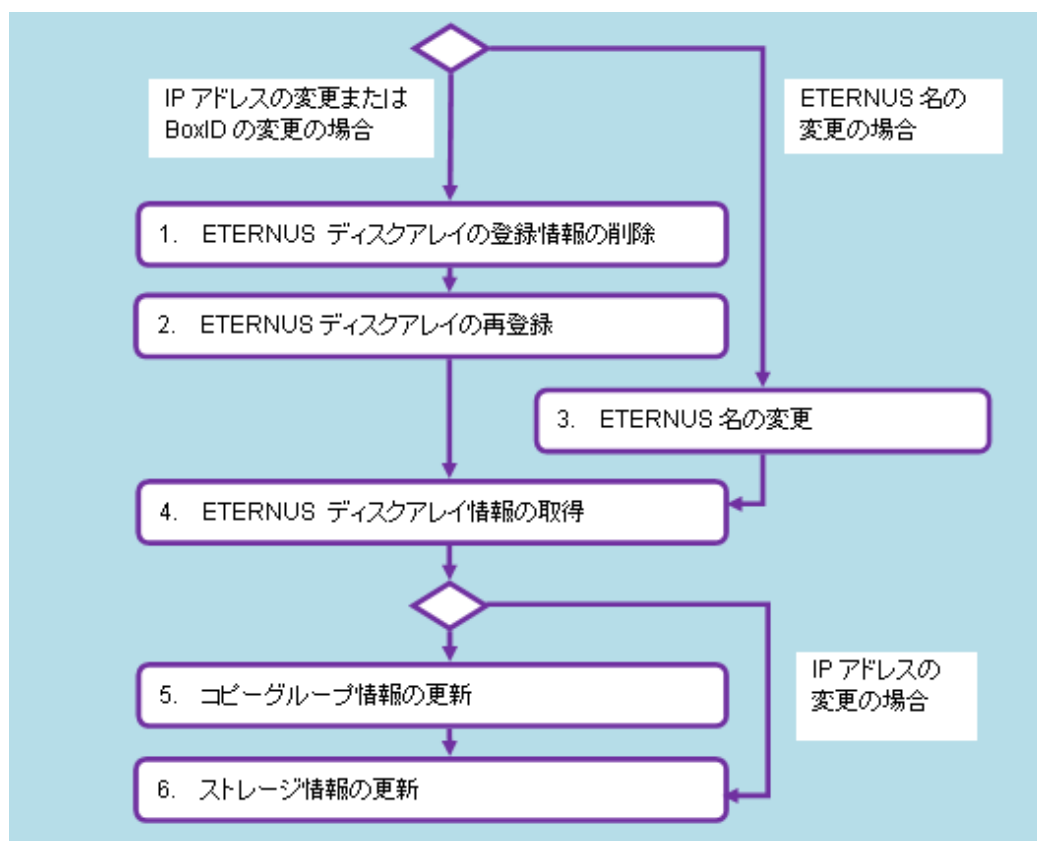 IP アドレスの変更または
BoxID の変更の場合
ETERNUS 名の
変更の場合
1. ETERNUS ディスクアレイの登録情報の削除
2. ETERNUS ディスクアレイの再登録
3. ETERNUS 名の変更
4. ETERNUS ディスクアレイ情報の取得
IP アドレスの
変更の場合
5. コピーグループ情報の更新
6. ストレージ情報の更新